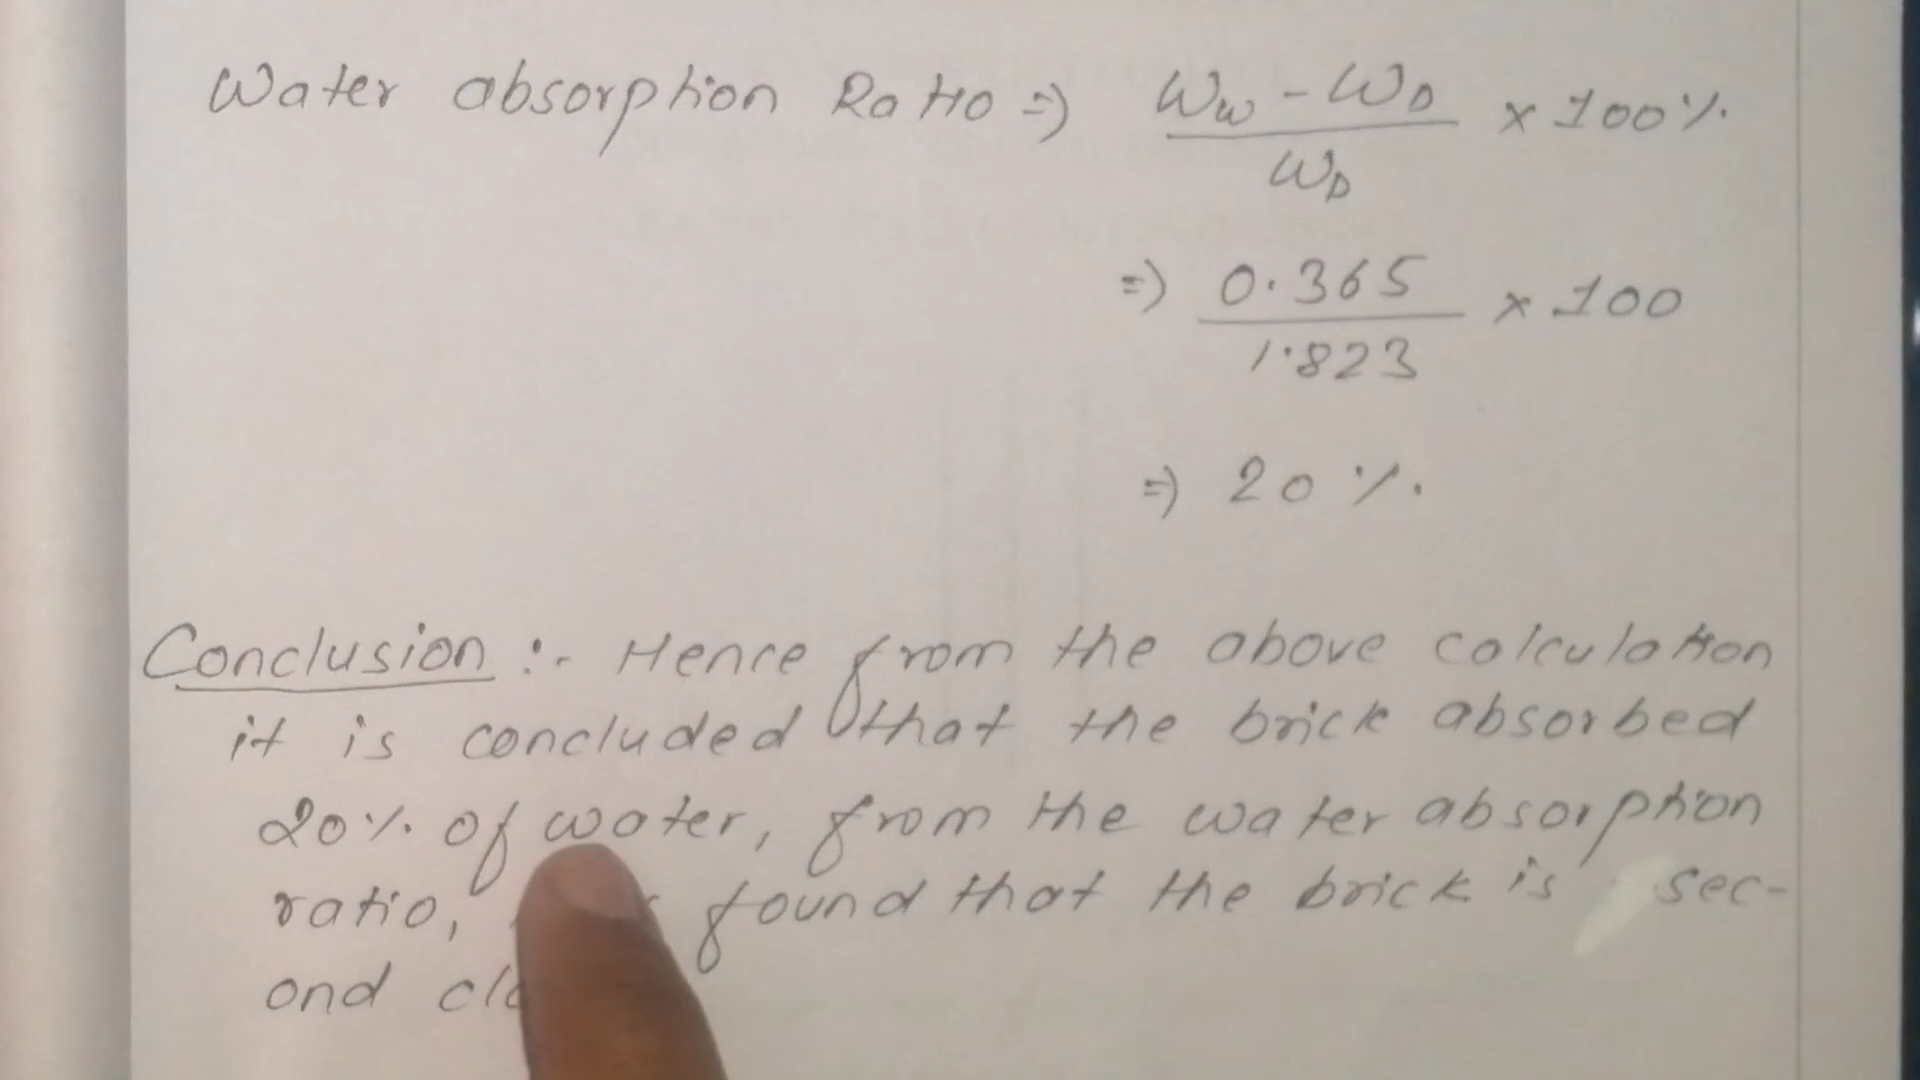 Water absorption Ratio => Ww - WD / WD x 100%
=> 0.365 / 1.823 x 100
=> 20%.
Conclusion :- Hence from the above calculation
it is concluded that the brick absorbed
20% of water, from the water absorption
ratio, found that the brick is sec-
ond